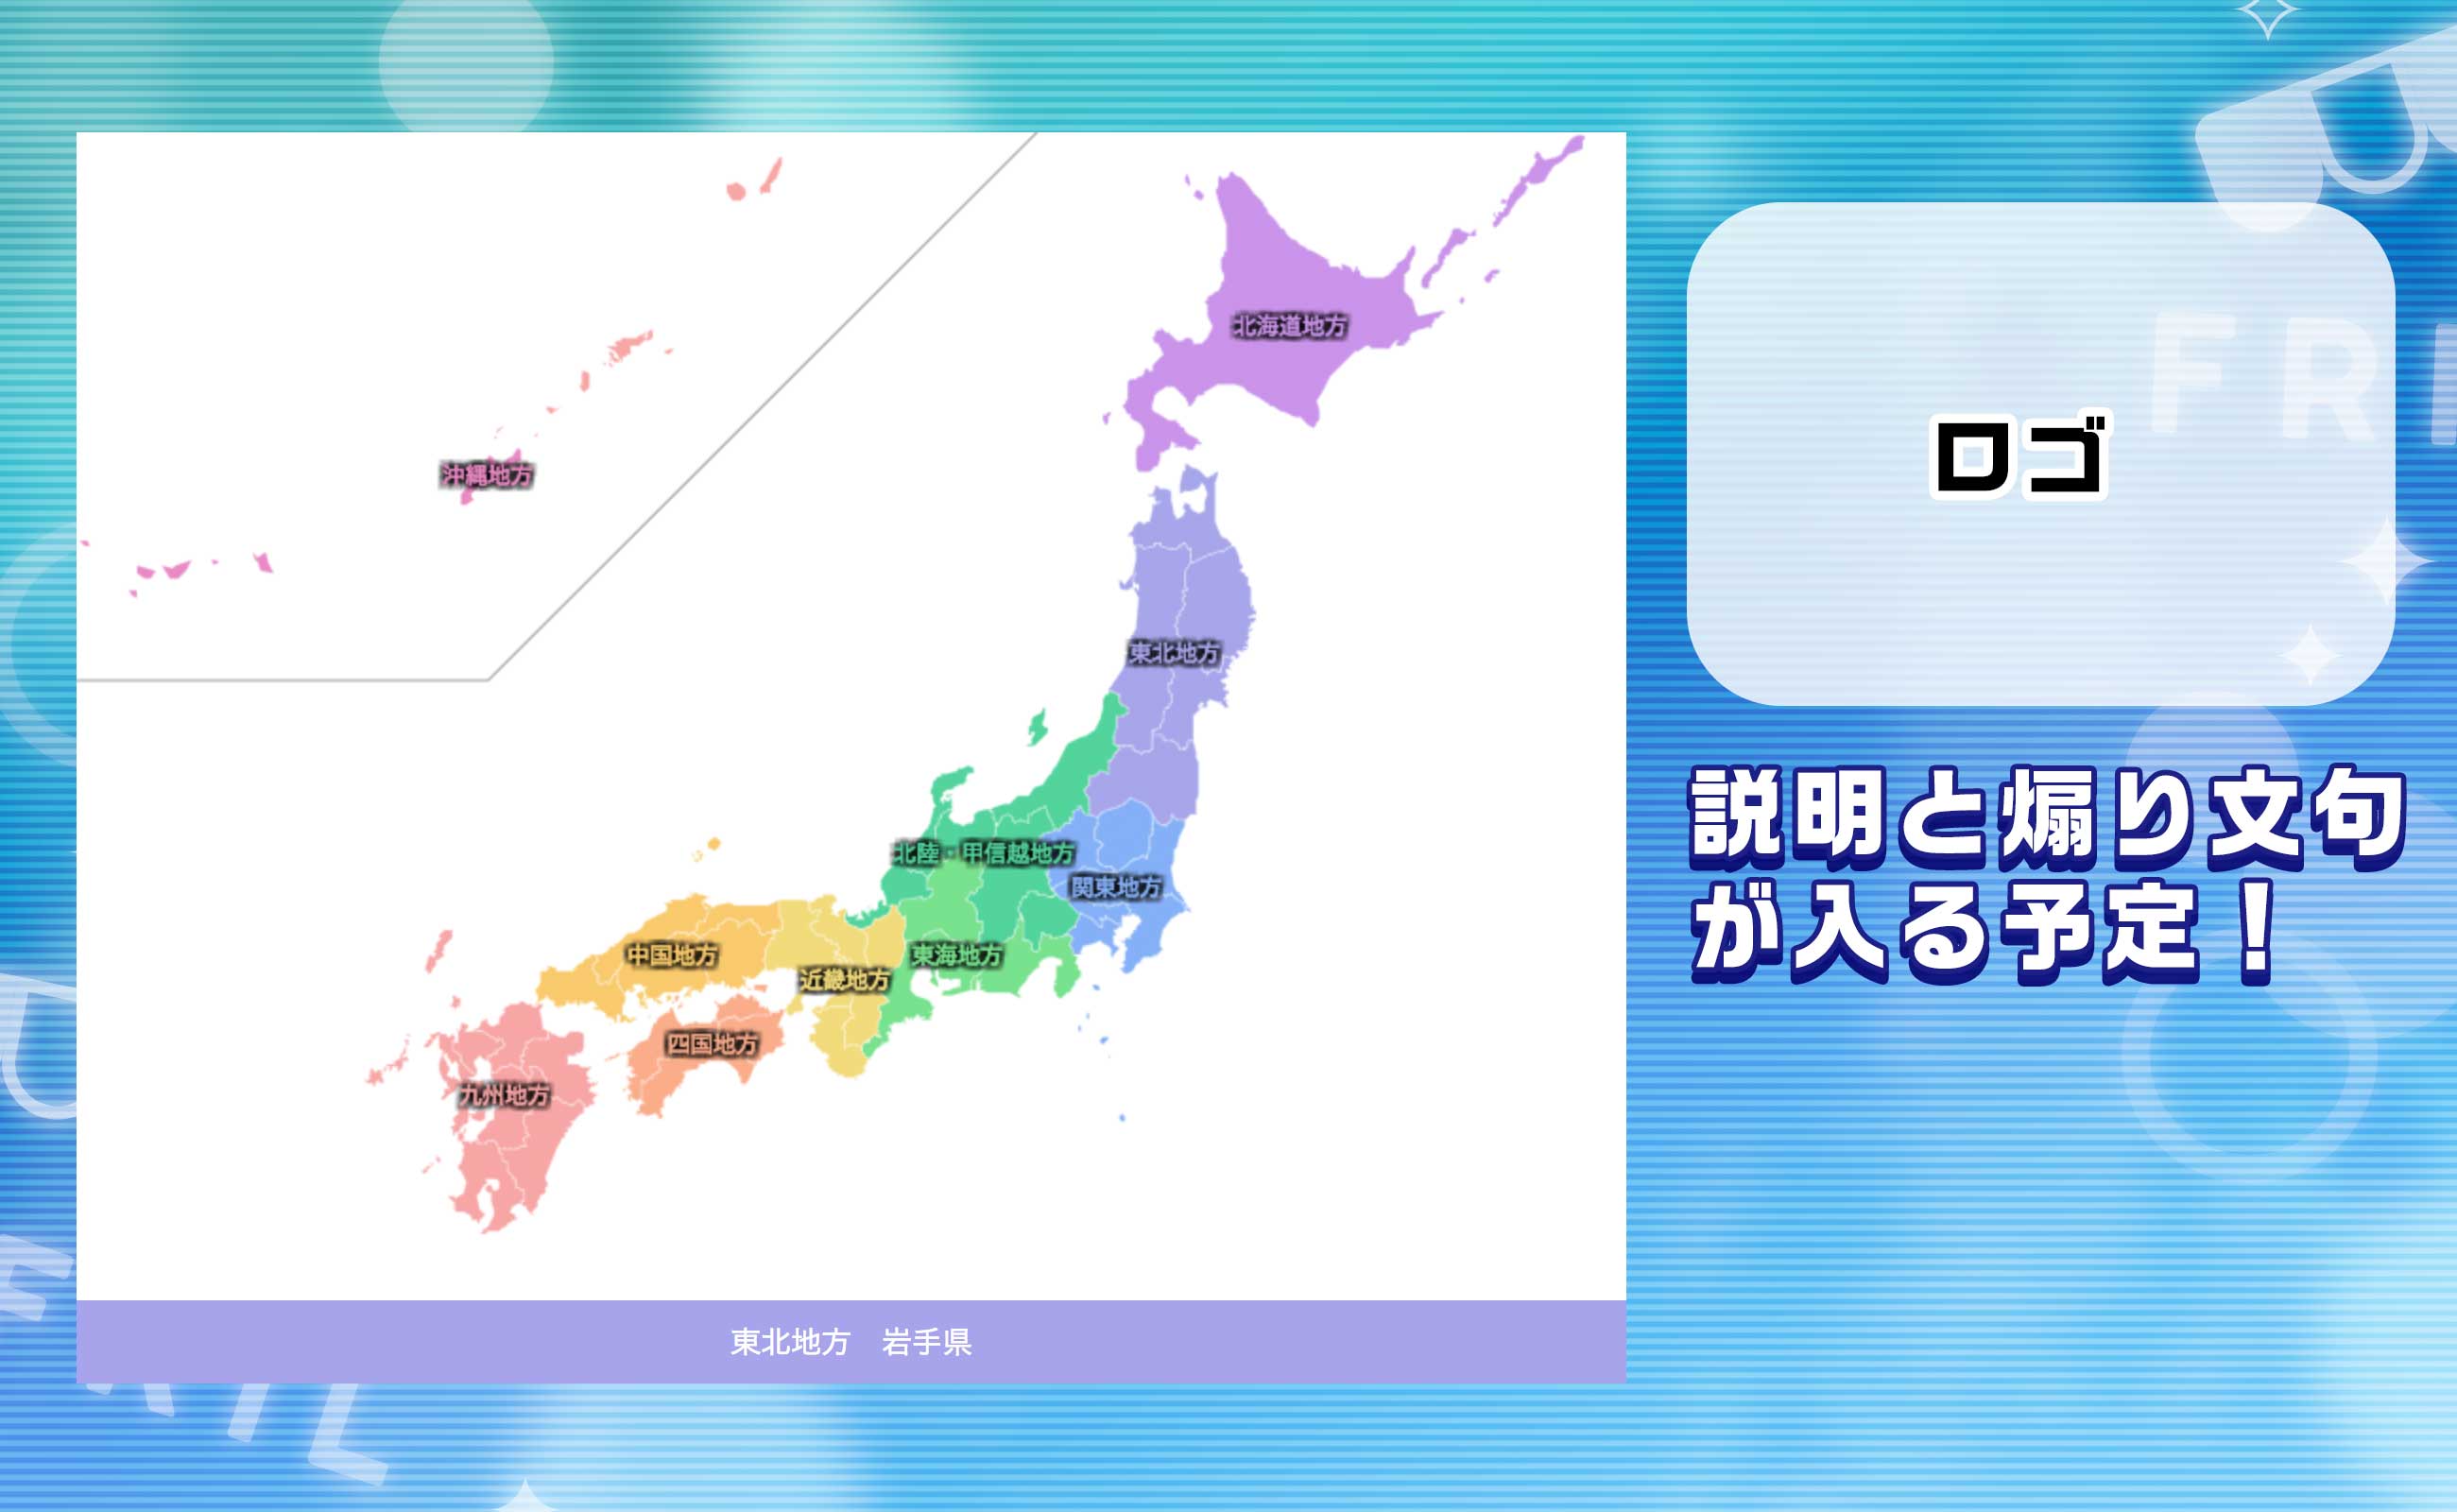 北海道地方
沖縄地方
東北地方
北陸・甲信越地方
関東地方
中国地方
東海地方
近畿地方
四国地方
九州地方
東北地方　岩手県
ロゴ
説明と煽り文句
が入る予定！
F R